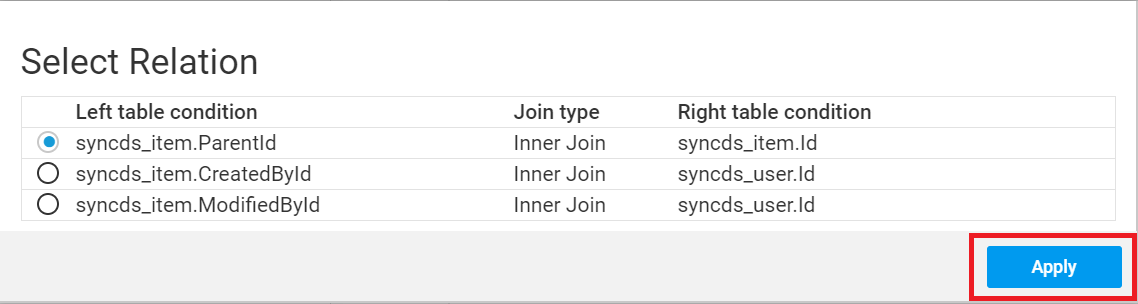 Select Relation
Left table condition Join type Right table condition
syncds_item.ParentId Inner Join syncds_item.Id
syncds_item.CreatedById Inner Join syncds_user.Id
syncds_item.ModifiedById Inner Join syncds_user.Id
Apply